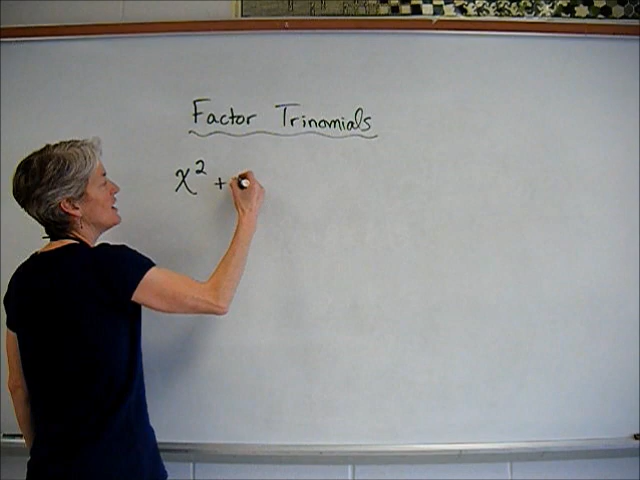 Factor Trinomials
x² +